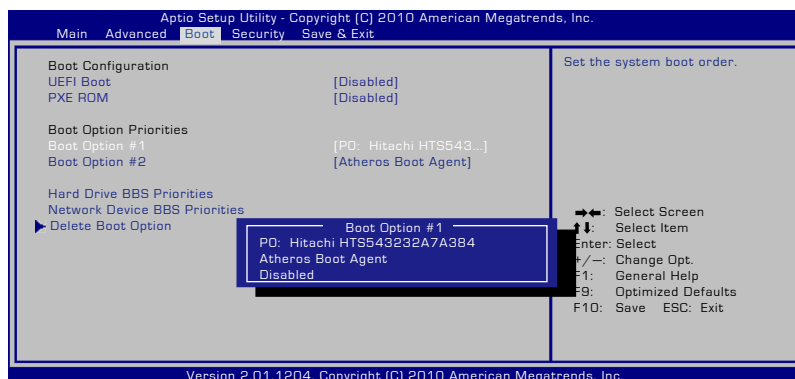 Aptio Setup Utility - Copyright (C) 2010 American Megatrends, Inc.
Main Advanced Boot Security Save & Exit
Boot Configuration
UEFI Boot [Disabled]
PXE ROM [Disabled]
Boot Option Priorities
Boot Option #1 [P0: Hitachi HTS543...]
Boot Option #2 [Atheros Boot Agent]
Hard Drive BBS Priorities
Network Device BBS Priorities
Delete Boot Option
Boot Option #1
P0: Hitachi HTS543232A7A384
Atheros Boot Agent
Disabled
Set the system boot order.
→←: Select Screen
↑↓: Select Item
Enter: Select
+/—: Change Opt.
F1: General Help
F9: Optimized Defaults
F10: Save ESC: Exit
Version 2.01.1204. Copyright (C) 2010 American Megatrends, Inc.